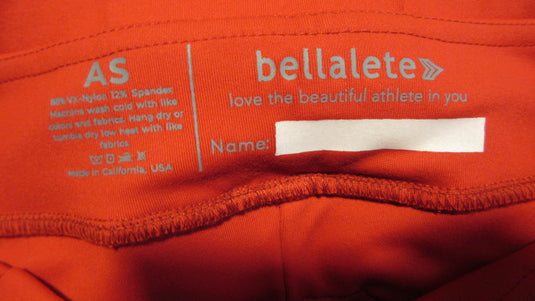 AS
88% VX-Nylon 12% Spandex
Machine wash cold with like
colors and fabrics. Hang dry or
tumble dry low heat with like
fabrics
Made in California, USA
bellalete
love the beautiful athlete in you
Name: